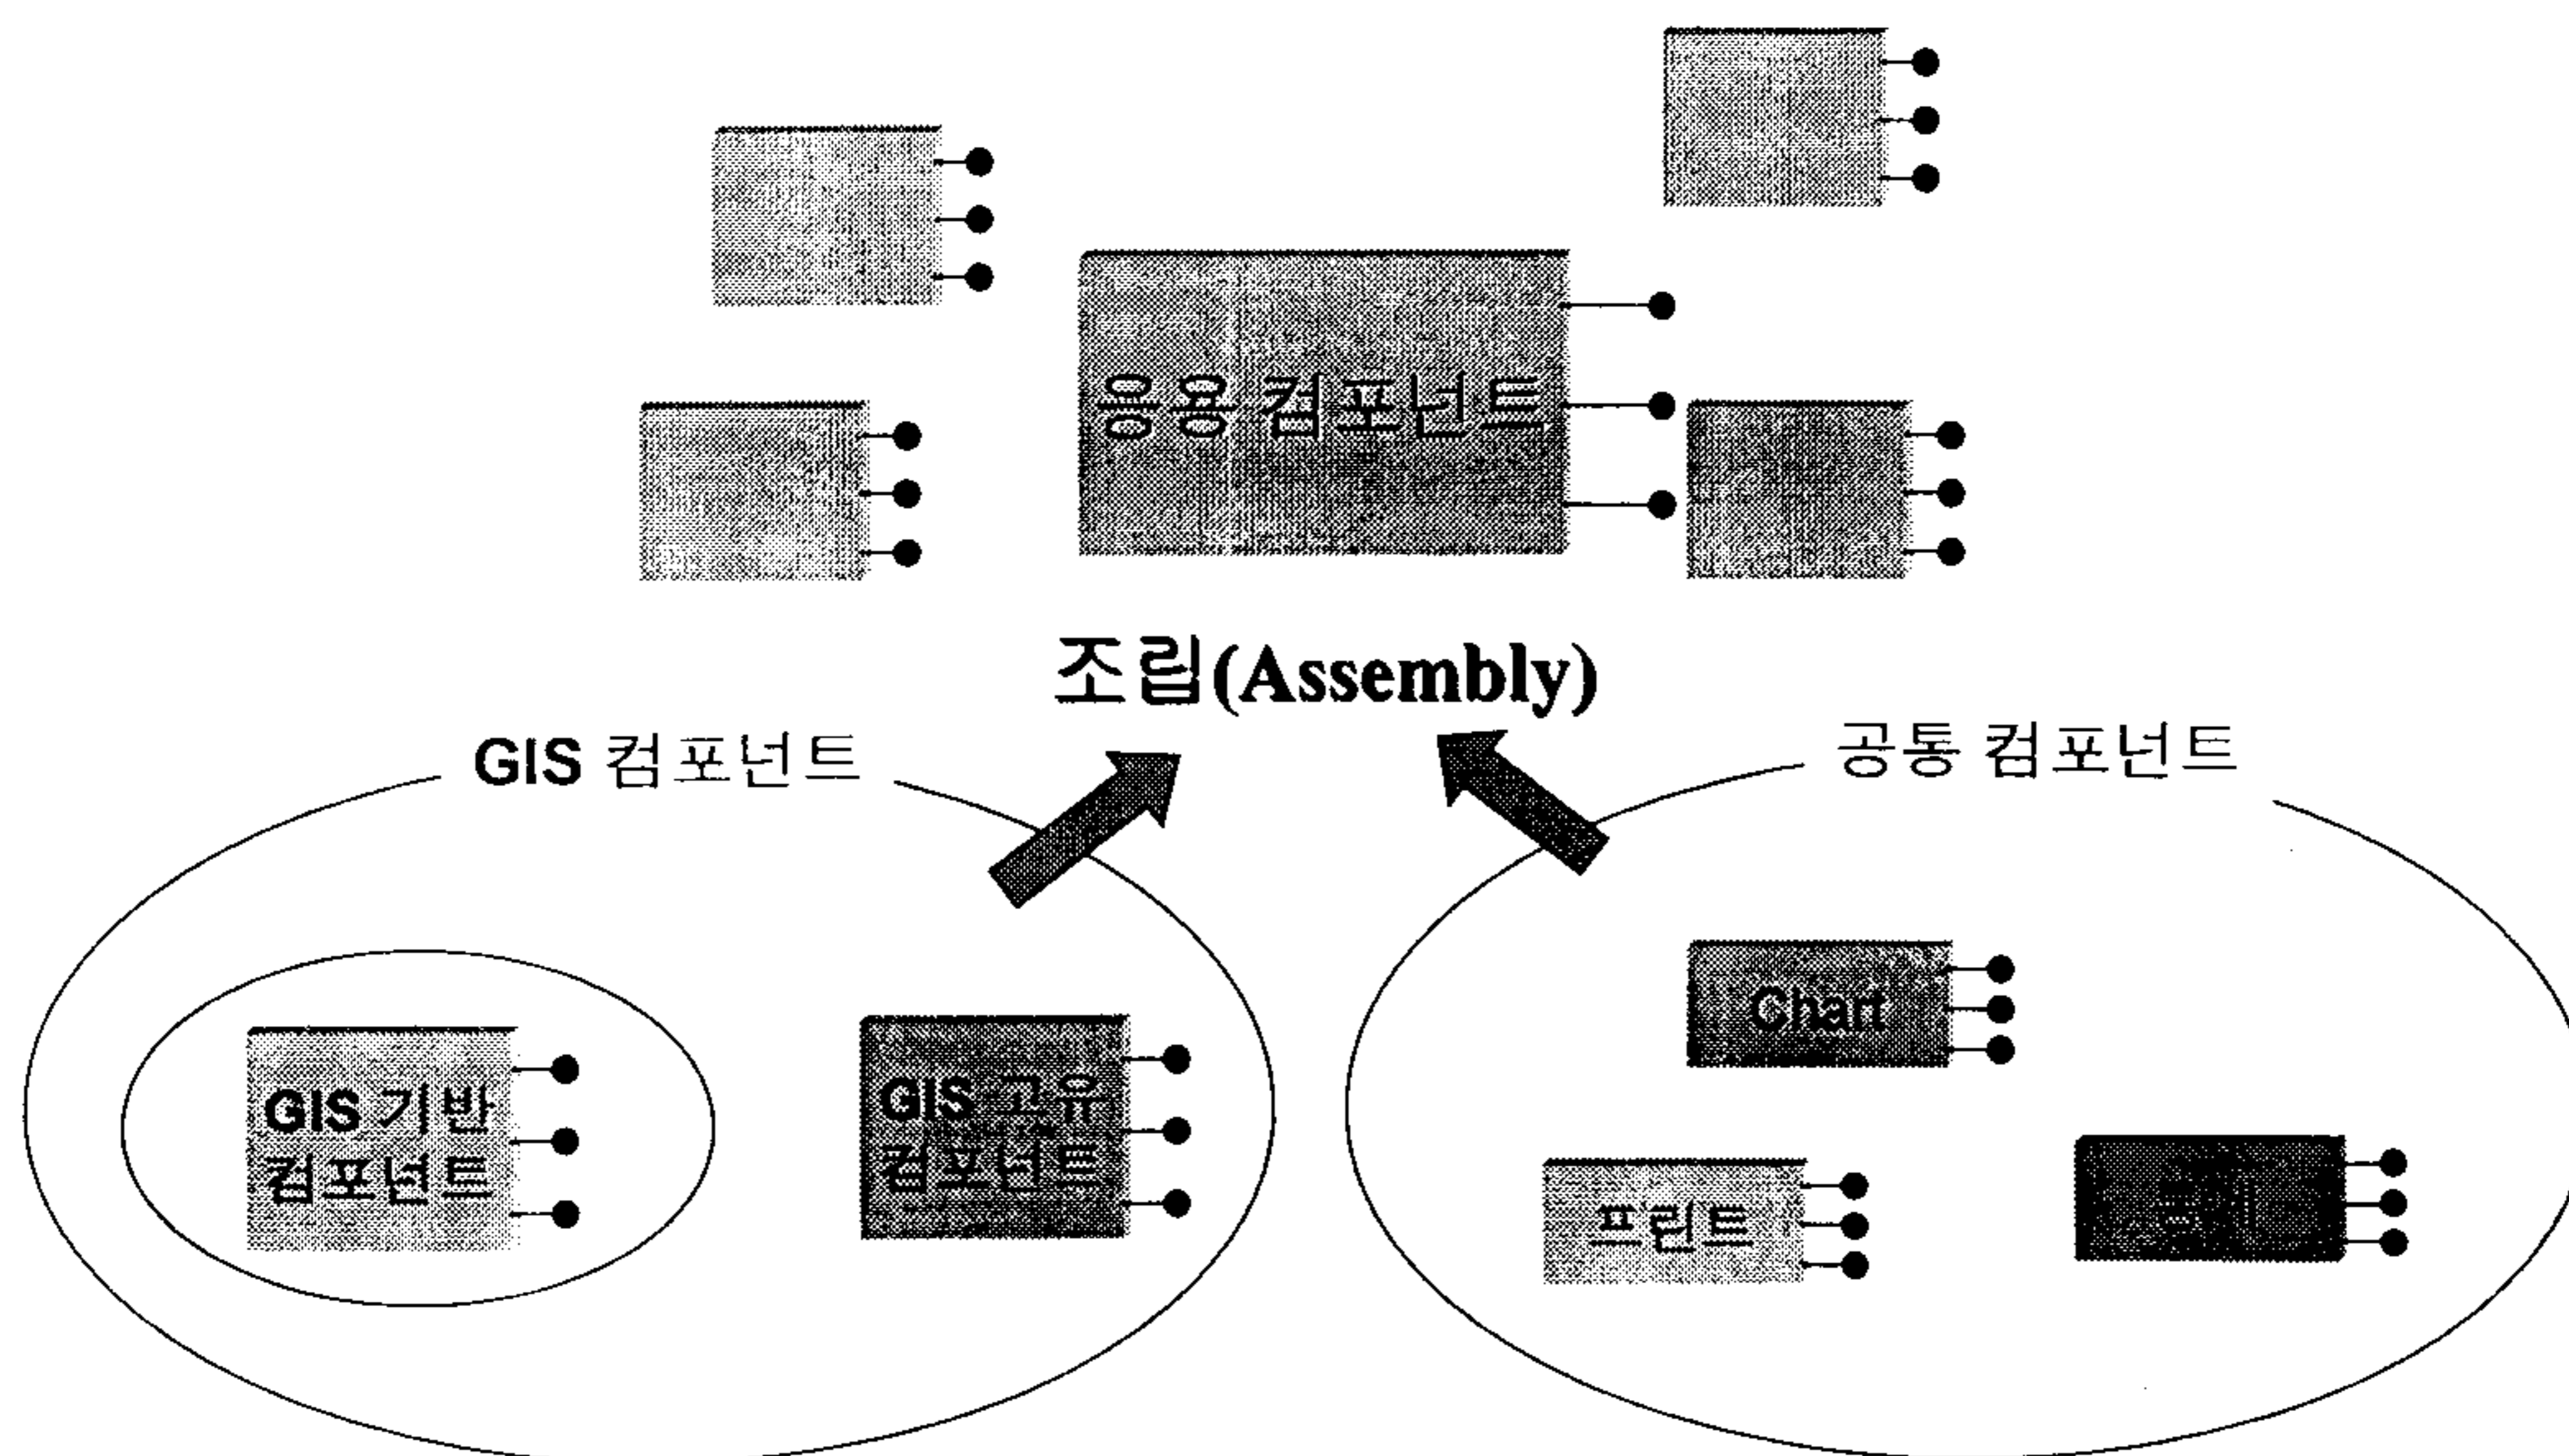 응용 컴포넌트
조립(Assembly)
GIS 컴포넌트
공통 컴포넌트
GIS 기반
컴포넌트
GIS 고유
컴포넌트
Chart
프린트